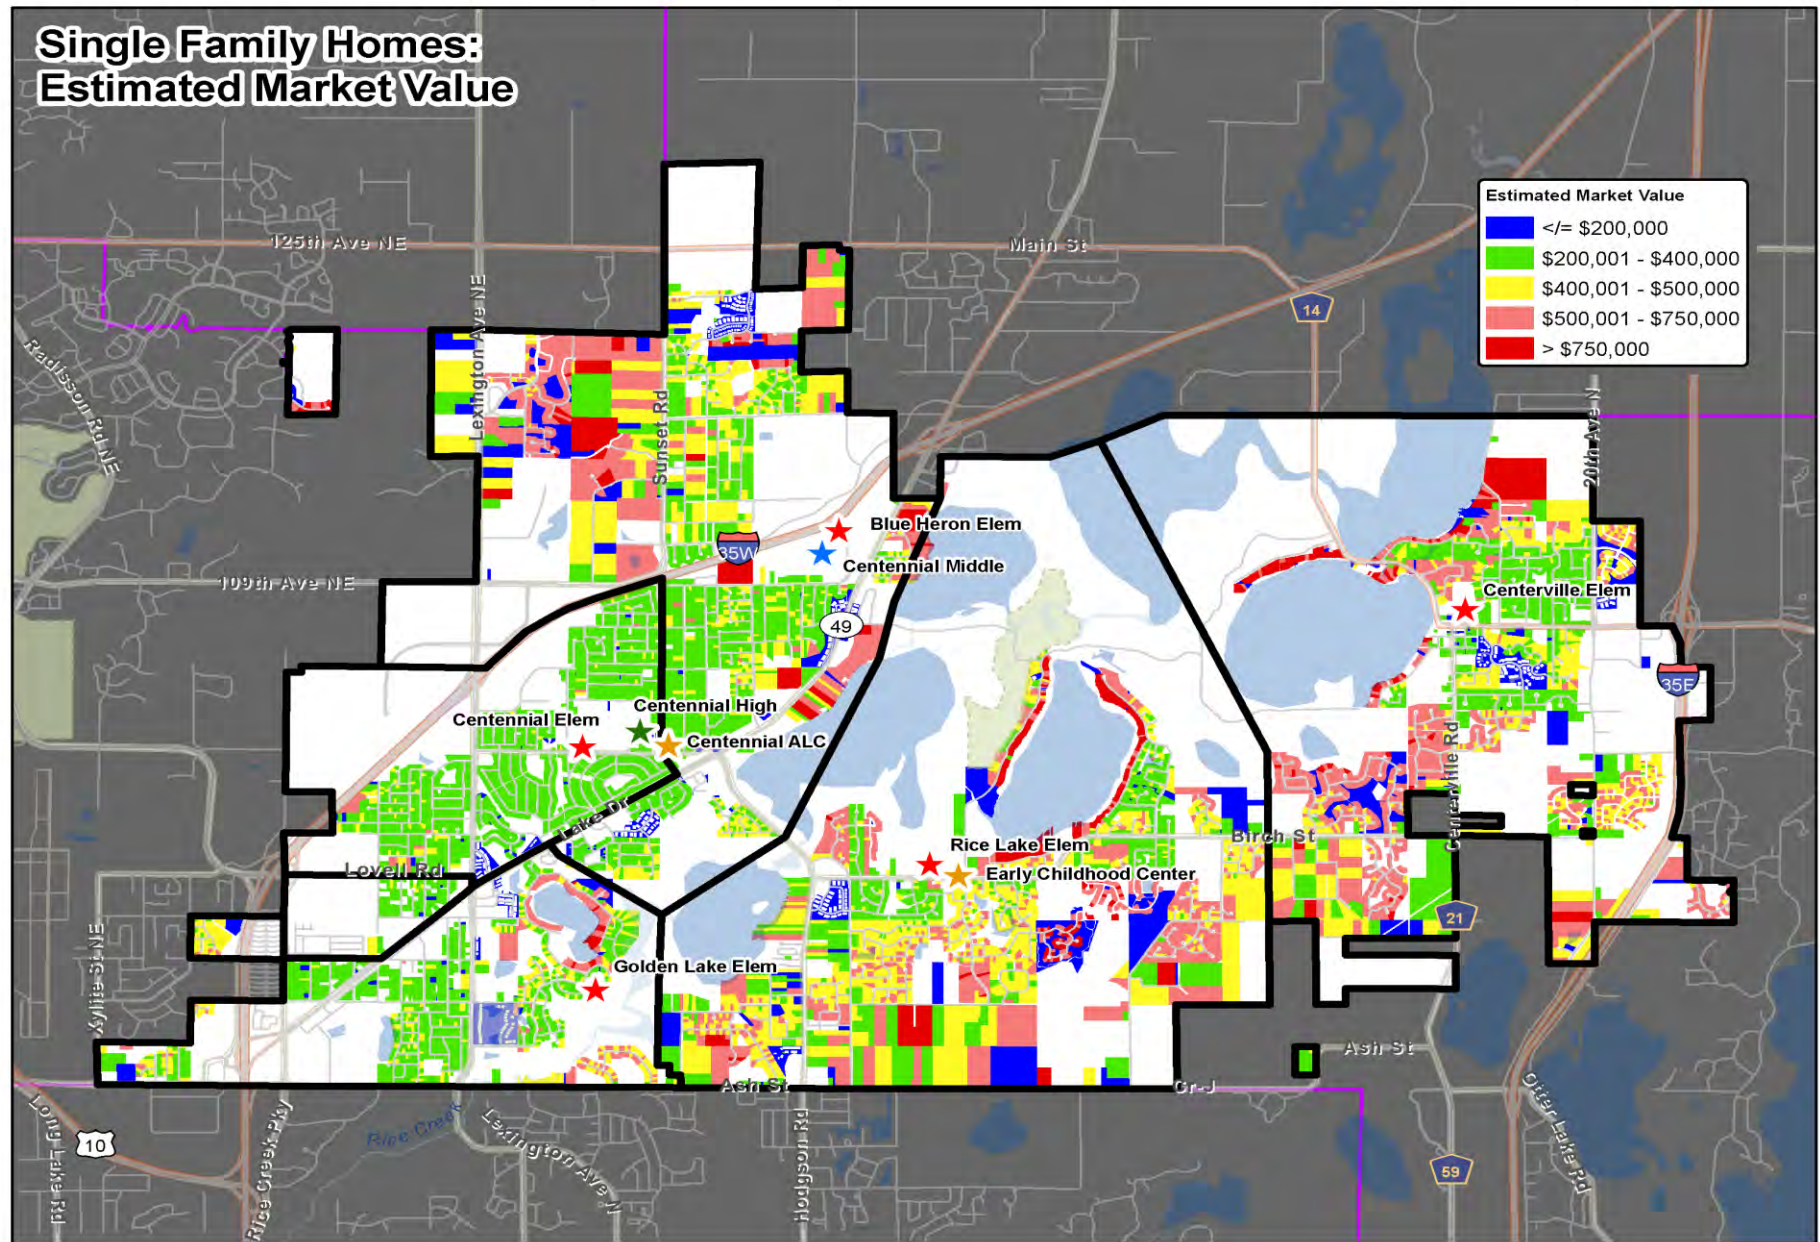 Single Family Homes:
Estimated Market Value
Estimated Market Value
</= $200,000
$200,001 - $400,000
$400,001 - $500,000
$500,001 - $750,000
> $750,000
125th Ave NE
Main St
14
Lexington Ave NE
Radisson Rd NE
Sunset Rd
20th Ave N
Blue Heron Elem
35W
Centennial Middle
109th Ave NE
Centerville Elem
49
35E
Centennial High
Centennial Elem
Centennial ALC
Centerville Rd
Lake Dr
Birch St
Rice Lake Elem
Lovell Rd
Early Childhood Center
21
Xylite St NE
Golden Lake Elem
Ash St
Ash St
Cr-J
Long Lake Rd
10
Rice Creek Pky
Rice Creek
Lexington Ave N
Hodgson Rd
Otter Lake Rd
59